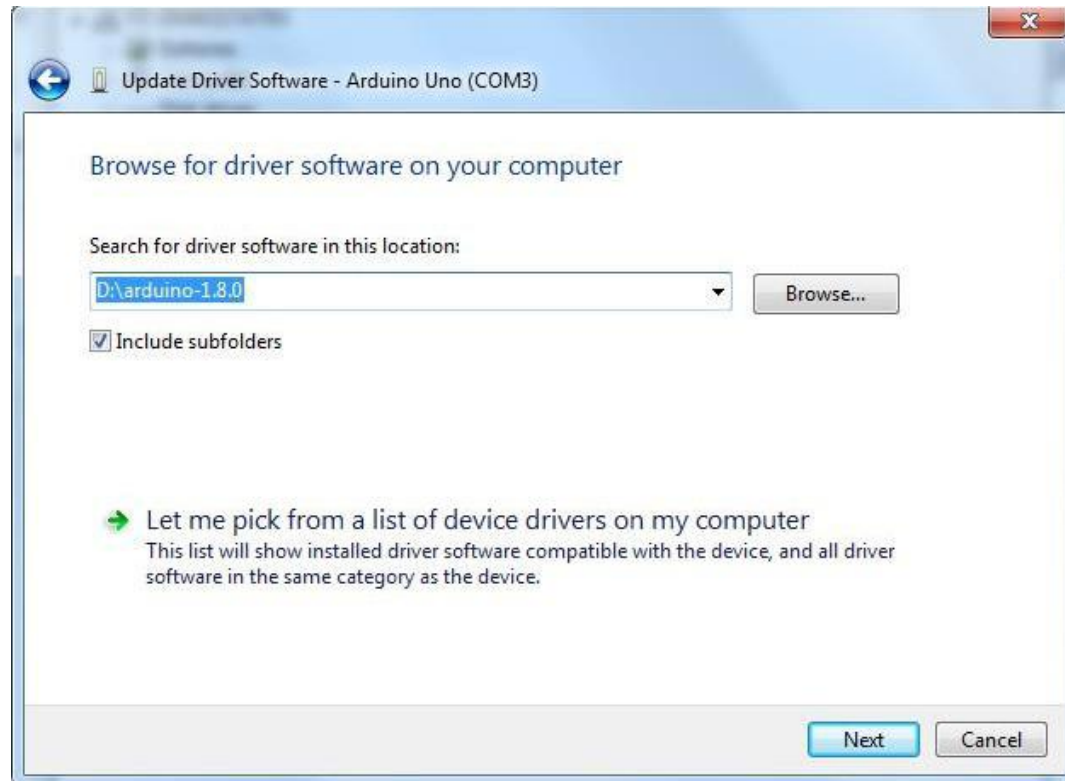 Update Driver Software - Arduino Uno (COM3)
Browse for driver software on your computer
Search for driver software in this location:
D:\arduino-1.8.0
Browse...
Include subfolders
Let me pick from a list of device drivers on my computer
This list will show installed driver software compatible with the device, and all driver
software in the same category as the device.
Next
Cancel